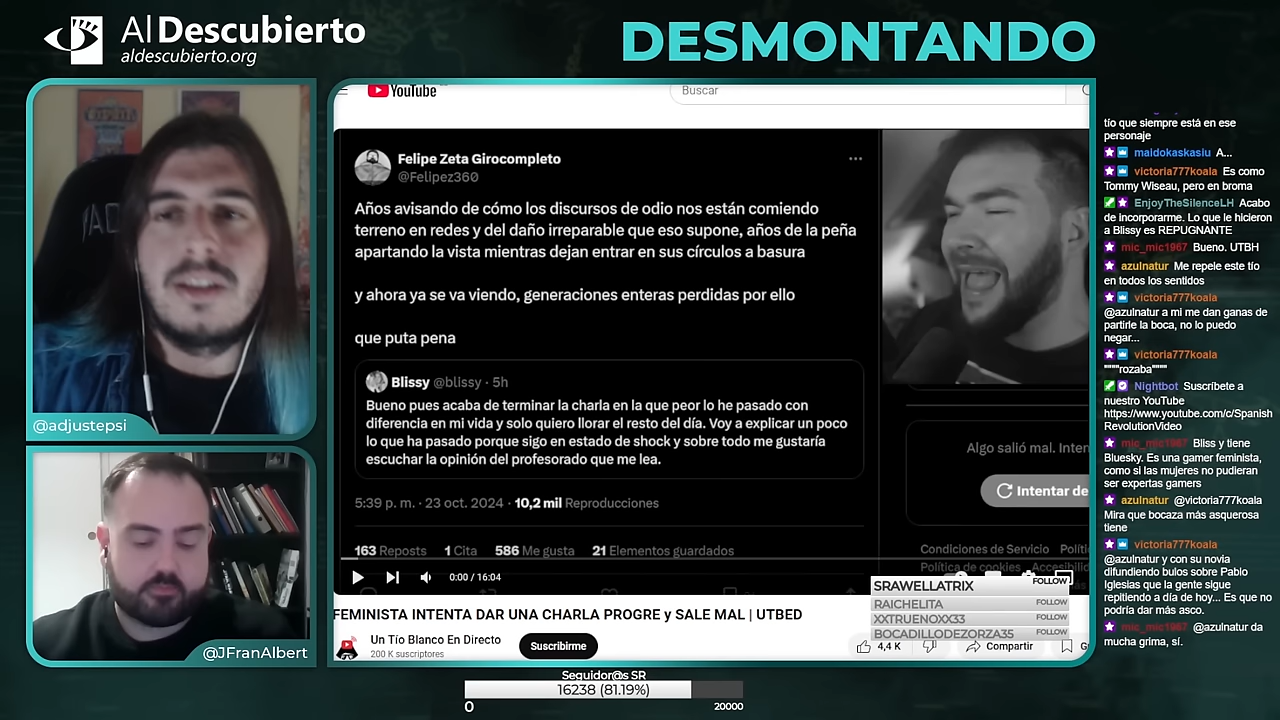 Al Descubierto
aldescubierto.org
DESMONTANDO
YouTube
Buscar
Felipe Zeta Girocompleto
@Felipez360
Años avisando de cómo los discursos de odio nos están comiendo
terreno en redes y del daño irreparable que eso supone, años de la peña
apartando la vista mientras dejan entrar en sus círculos a basura
y ahora ya se va viendo, generaciones enteras perdidas por ello
que puta pena
Blissy @blissy · 5h
Bueno pues acaba de terminar la charla en la que peor lo he pasado con
diferencia en mi vida y solo quiero llorar el resto del día. Voy a explicar un poco
lo que ha pasado porque sigo en estado de shock y sobre todo me gustaría
escuchar la opinión del profesorado que me lea.
5:39 p. m. · 23 oct. 2024 · 10,2 mil Reproducciones
163 Reposts 1 Cita 586 Me gusta 21 Elementos guardados
Algo salió mal. Inten
Intentar de
Condiciones de Servicio Políti
Política de cookies Accesibilid
0:00 / 16:04
FEMINISTA INTENTA DAR UNA CHARLA PROGRE y SALE MAL | UTBED
Un Tío Blanco En Directo
200 K suscriptores
Suscribirme
4,4 K
Compartir
G
SRAWELLATRIX FOLLOW
RAICHELITA FOLLOW
XXTRUENOXX33 FOLLOW
BOCADILLODEZORZA35 FOLLOW
@adjustepsi
@JFranAlbert
Seguidor@s SR
16238 (81.19%)
0
20000
tío que siempre está en ese
personaje
maidokaskasiu A...
victoria777koala Es como
Tommy Wiseau, pero en broma
EnjoyTheSilenceLH Acabo
de incorporarme. Lo que le hicieron
a Blissy es REPUGNANTE
mic_mic1967 Bueno. UTBH
azulnatur Me repele este tío
en todos los sentidos
victoria777koala
@azulnatur a mi me dan ganas de
partirle la boca, no lo puedo
negar...
victoria777koala
""""rozaba""""
Nightbot Suscríbete a
nuestro YouTube
https://www.youtube.com/c/Spanish
RevolutionVideo
mic_mic1967 Bliss y tiene
Bluesky. Es una gamer feminista,
como si las mujeres no pudieran
ser expertas gamers
azulnatur @victoria777koala
Mira que bocaza más asquerosa
tiene
victoria777koala
@azulnatur y con su novia
difundiendo bulos sobre Pablo
Iglesias que la gente sigue
repitiendo a día de hoy... Es que no
podría dar más asco.
mic_mic1967 @azulnatur da
mucha grima, sí.